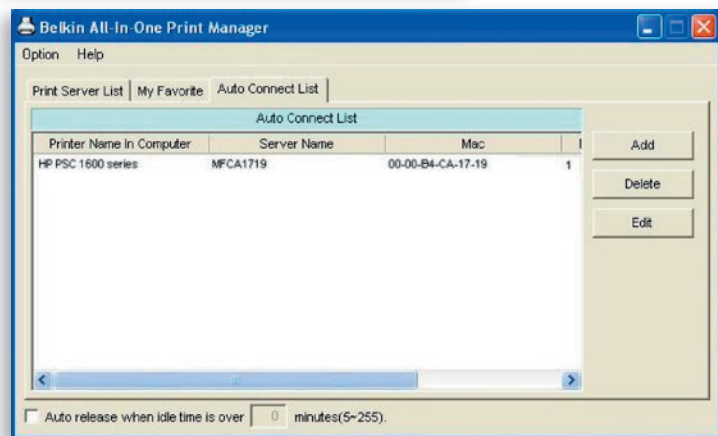 Belkin All-In-One Print Manager
Option Help
Print Server List My Favorite Auto Connect List
Auto Connect List
Printer Name In Computer Server Name Mac
HP PSC 1600 series MFCA1719 00-00-B4-CA-17-19 1
Add
Delete
Edit
Auto release when idle time is over 0 minutes(5~255).